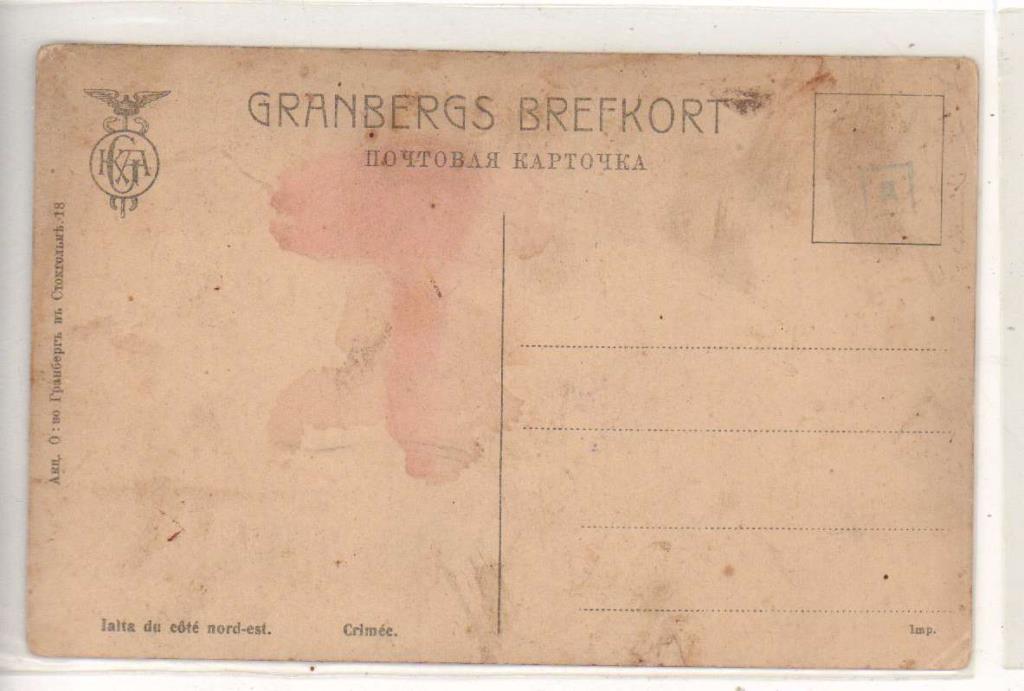 GRANBERGS BREFKORT
ПОЧТОВАЯ КАРТОЧКА
Акц. О:во Гранбергъ въ Стокгольмѣ. 18
Ialta du côté nord-est. Crimée.
Imp.